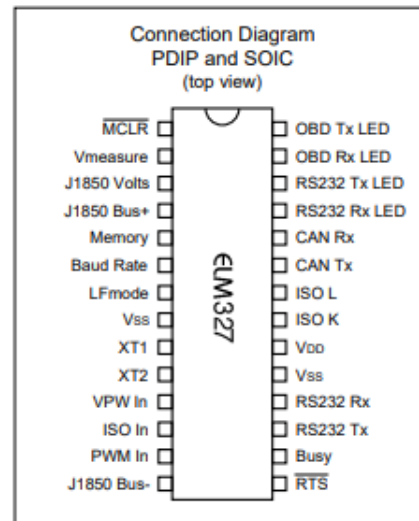 Connection Diagram
PDIP and SOIC
(top view)
MCLR OBD Tx LED
Vmeasure OBD Rx LED
J1850 Volts RS232 Tx LED
J1850 Bus+ RS232 Rx LED
Memory CAN Rx
Baud Rate CAN Tx
LFmode ISO L
VSS ISO K
XT1 VDD
XT2 VSS
VPW In RS232 Rx
ISO In RS232 Tx
PWM In Busy
J1850 Bus- RTS
ELM327